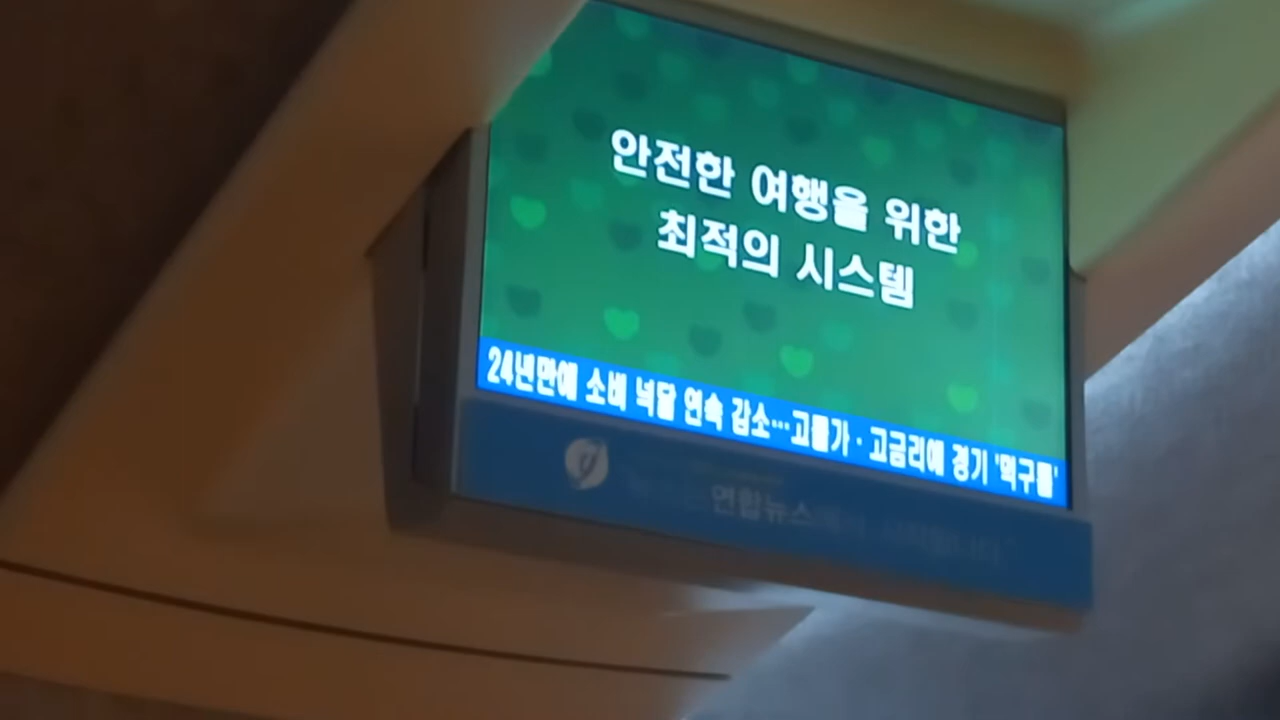 안전한 여행을 위한
최적의 시스템
24년만에 소비 넉달 연속 감소…고물가·고금리에 경기 '먹구름'
연합뉴스